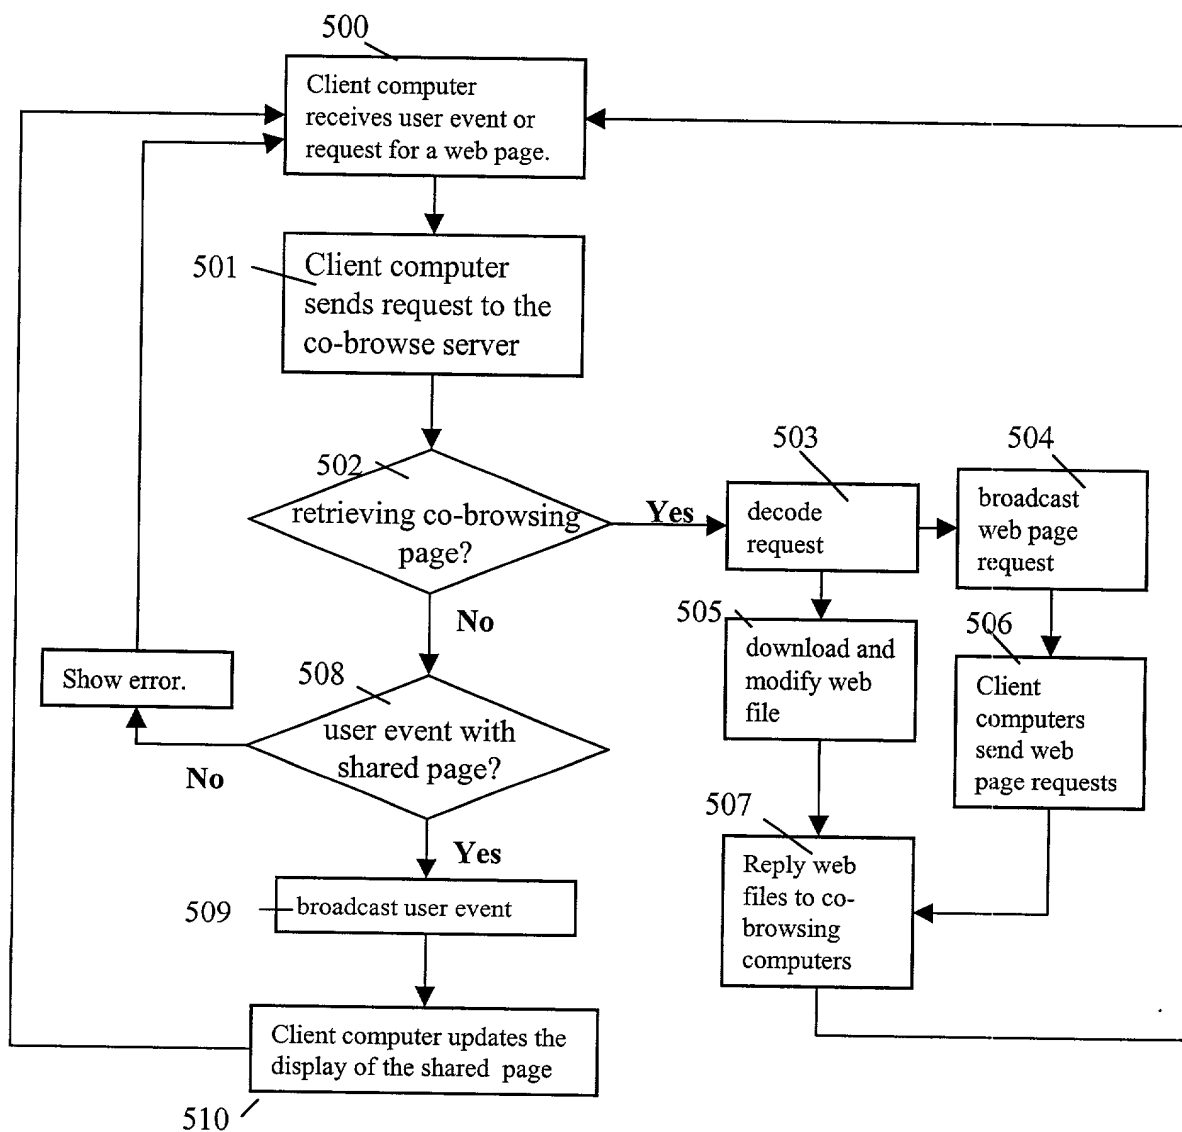 500
Client computer
receives user event or
request for a web page.
501
Client computer
sends request to the
co-browse server
502
retrieving co-browsing
page?
Yes
No
503
decode
request
504
broadcast
web page
request
505
download and
modify web
file
506
Client
computers
send web
page requests
507
Reply web
files to co-
browsing
computers
508
user event with
shared page?
No
Show error.
Yes
509
broadcast user event
Client computer updates the
display of the shared page
510